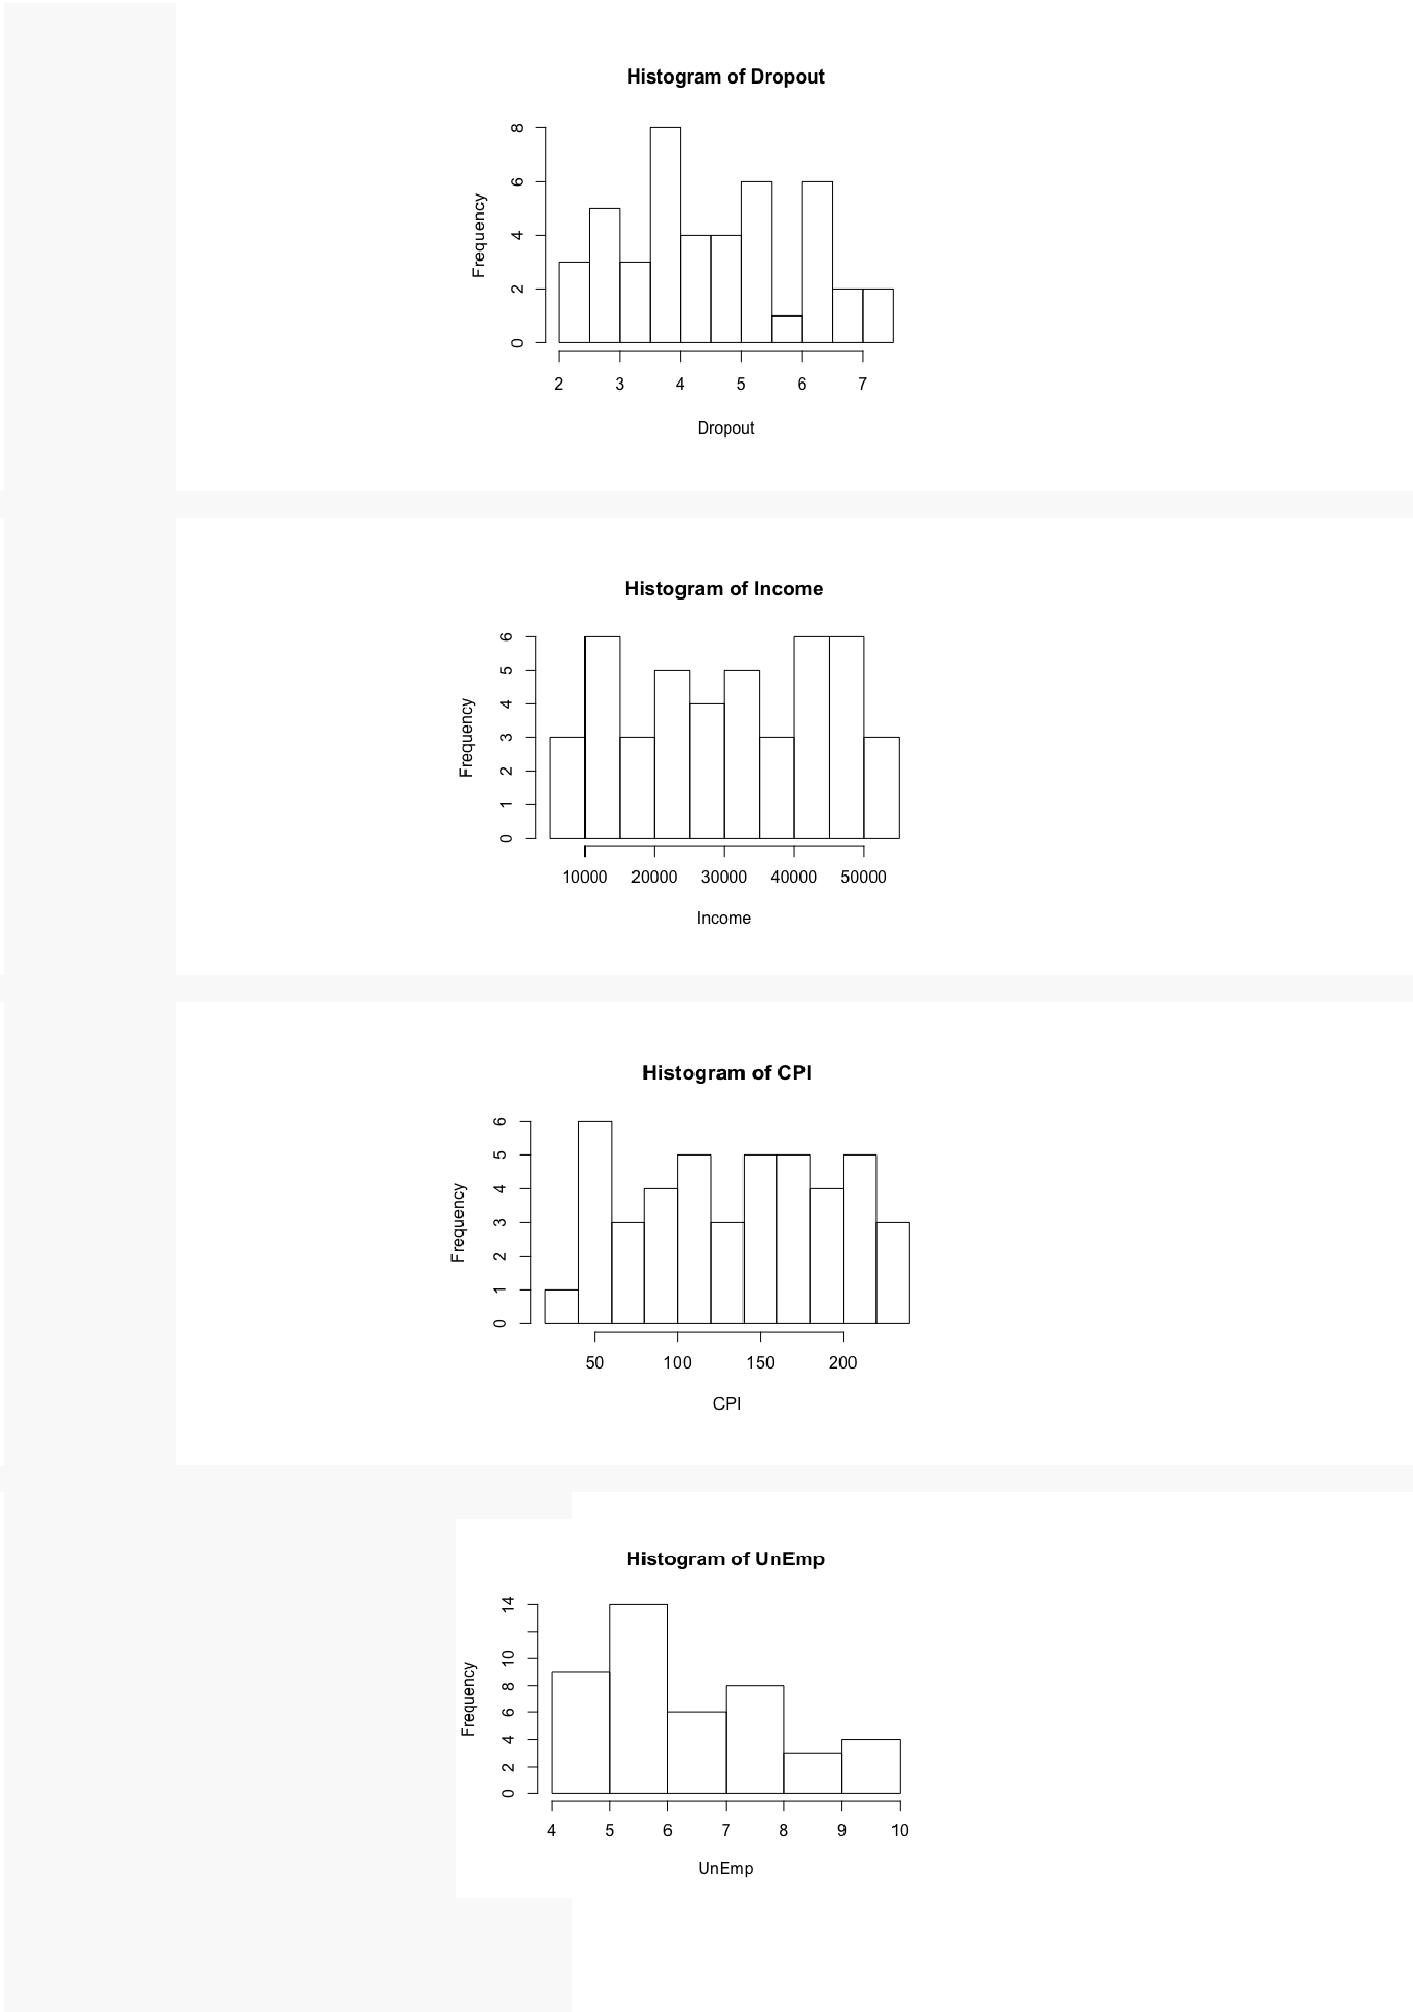 Histogram of Dropout
8
6
4
2
0
Frequency
2 3 4 5 6 7
Dropout
Histogram of Income
6
5
4
3
2
1
0
Frequency
10000 20000 30000 40000 50000
Income
Histogram of CPI
6
5
4
3
2
1
0
Frequency
50 100 150 200
CPI
Histogram of UnEmp
14
10
8
6
4
2
0
Frequency
4 5 6 7 8 9 10
UnEmp